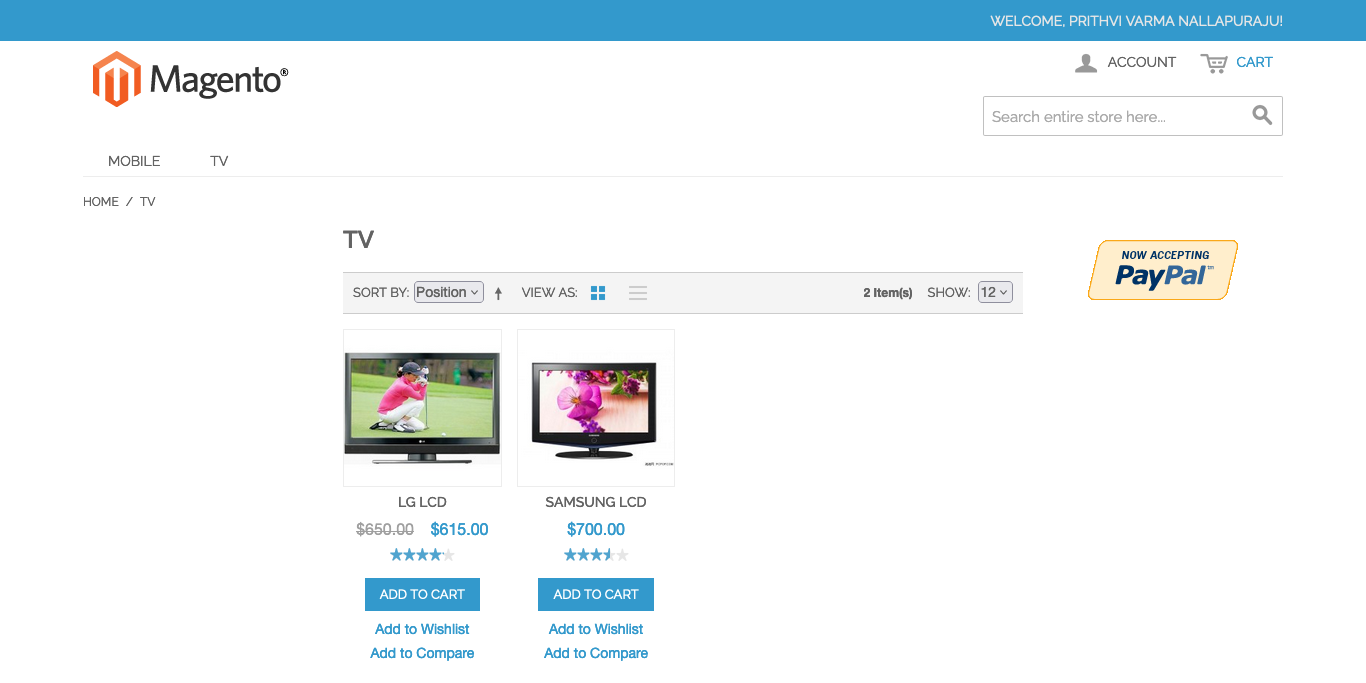 WELCOME, PRITHVI VARMA NALLAPURAJU!
Magento®
ACCOUNT CART
Search entire store here...
MOBILE TV
HOME / TV
TV
SORT BY: Position VIEW AS: 2 Item(s) SHOW: 12
NOW ACCEPTING
PayPal™
LG LCD
$650.00 $615.00
ADD TO CART
Add to Wishlist
Add to Compare
SAMSUNG LCD
$700.00
ADD TO CART
Add to Wishlist
Add to Compare